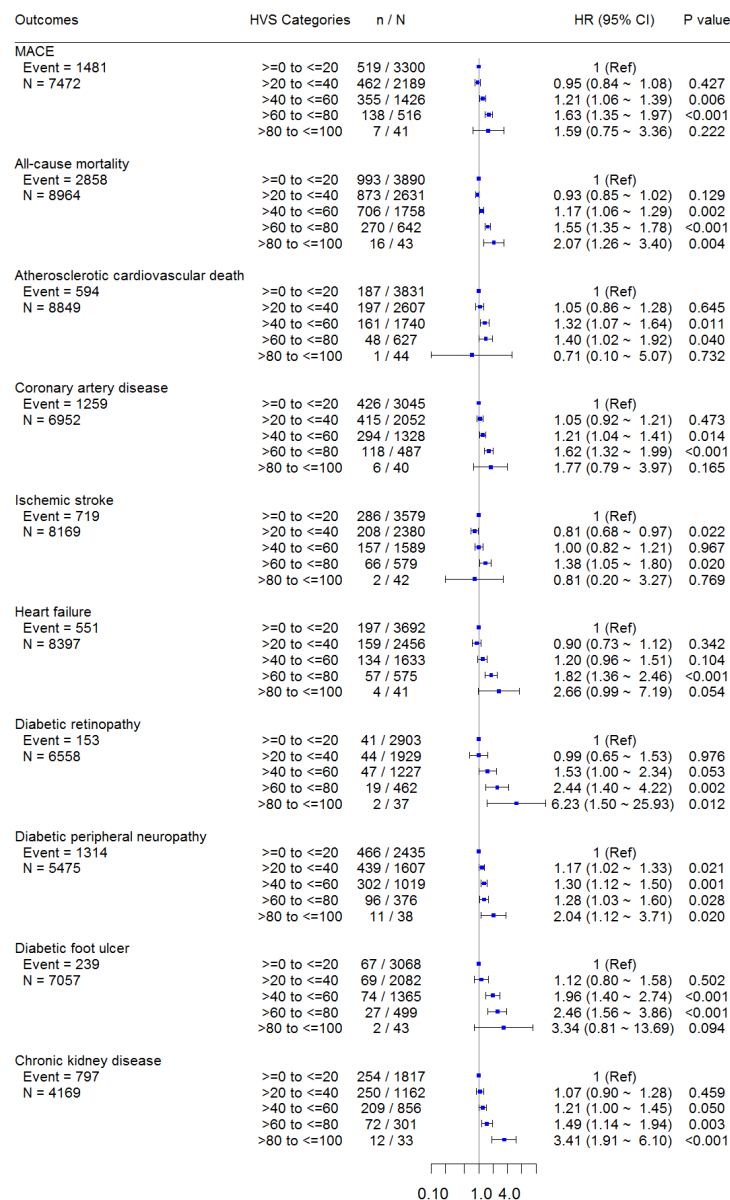 Outcomes HVS Categories n / N HR (95% CI) P value
MACE
Event = 1481 >=0 to <=20 519 / 3300 1 (Ref)
N = 7472 >20 to <=40 462 / 2189 0.95 (0.84 ~ 1.08) 0.427
>40 to <=60 355 / 1426 1.21 (1.06 ~ 1.39) 0.006
>60 to <=80 138 / 516 1.63 (1.35 ~ 1.97) <0.001
>80 to <=100 7 / 41 1.59 (0.75 ~ 3.36) 0.222
All-cause mortality
Event = 2858 >=0 to <=20 993 / 3890 1 (Ref)
N = 8964 >20 to <=40 873 / 2631 0.93 (0.85 ~ 1.02) 0.129
>40 to <=60 706 / 1758 1.17 (1.06 ~ 1.29) 0.002
>60 to <=80 270 / 642 1.55 (1.35 ~ 1.78) <0.001
>80 to <=100 16 / 43 2.07 (1.26 ~ 3.40) 0.004
Atherosclerotic cardiovascular death
Event = 594 >=0 to <=20 187 / 3831 1 (Ref)
N = 8849 >20 to <=40 197 / 2607 1.05 (0.86 ~ 1.28) 0.645
>40 to <=60 161 / 1740 1.32 (1.07 ~ 1.64) 0.011
>60 to <=80 48 / 627 1.40 (1.02 ~ 1.92) 0.040
>80 to <=100 1 / 44 0.71 (0.10 ~ 5.07) 0.732
Coronary artery disease
Event = 1259 >=0 to <=20 426 / 3045 1 (Ref)
N = 6952 >20 to <=40 415 / 2052 1.05 (0.92 ~ 1.21) 0.473
>40 to <=60 294 / 1328 1.21 (1.04 ~ 1.41) 0.014
>60 to <=80 118 / 487 1.62 (1.32 ~ 1.99) <0.001
>80 to <=100 6 / 40 1.77 (0.79 ~ 3.97) 0.165
Ischemic stroke
Event = 719 >=0 to <=20 286 / 3579 1 (Ref)
N = 8169 >20 to <=40 208 / 2380 0.81 (0.68 ~ 0.97) 0.022
>40 to <=60 157 / 1589 1.00 (0.82 ~ 1.21) 0.967
>60 to <=80 66 / 579 1.38 (1.05 ~ 1.80) 0.020
>80 to <=100 2 / 42 0.81 (0.20 ~ 3.27) 0.769
Heart failure
Event = 551 >=0 to <=20 197 / 3692 1 (Ref)
N = 8397 >20 to <=40 159 / 2456 0.90 (0.73 ~ 1.12) 0.342
>40 to <=60 134 / 1633 1.20 (0.96 ~ 1.51) 0.104
>60 to <=80 57 / 575 1.82 (1.36 ~ 2.46) <0.001
>80 to <=100 4 / 41 2.66 (0.99 ~ 7.19) 0.054
Diabetic retinopathy
Event = 153 >=0 to <=20 41 / 2903 1 (Ref)
N = 6558 >20 to <=40 44 / 1929 0.99 (0.65 ~ 1.53) 0.976
>40 to <=60 47 / 1227 1.53 (1.00 ~ 2.34) 0.053
>60 to <=80 19 / 462 2.44 (1.40 ~ 4.22) 0.002
>80 to <=100 2 / 37 6.23 (1.50 ~ 25.93) 0.012
Diabetic peripheral neuropathy
Event = 1314 >=0 to <=20 466 / 2435 1 (Ref)
N = 5475 >20 to <=40 439 / 1607 1.17 (1.02 ~ 1.33) 0.021
>40 to <=60 302 / 1019 1.30 (1.12 ~ 1.50) 0.001
>60 to <=80 96 / 376 1.28 (1.03 ~ 1.60) 0.028
>80 to <=100 11 / 38 2.04 (1.12 ~ 3.71) 0.020
Diabetic foot ulcer
Event = 239 >=0 to <=20 67 / 3068 1 (Ref)
N = 7057 >20 to <=40 69 / 2082 1.12 (0.80 ~ 1.58) 0.502
>40 to <=60 74 / 1365 1.96 (1.40 ~ 2.74) <0.001
>60 to <=80 27 / 499 2.46 (1.56 ~ 3.86) <0.001
>80 to <=100 2 / 43 3.34 (0.81 ~ 13.69) 0.094
Chronic kidney disease
Event = 797 >=0 to <=20 254 / 1817 1 (Ref)
N = 4169 >20 to <=40 250 / 1162 1.07 (0.90 ~ 1.28) 0.459
>40 to <=60 209 / 856 1.21 (1.00 ~ 1.45) 0.050
>60 to <=80 72 / 301 1.49 (1.14 ~ 1.94) 0.003
>80 to <=100 12 / 33 3.41 (1.91 ~ 6.10) <0.001
0.10 1.0 4.0